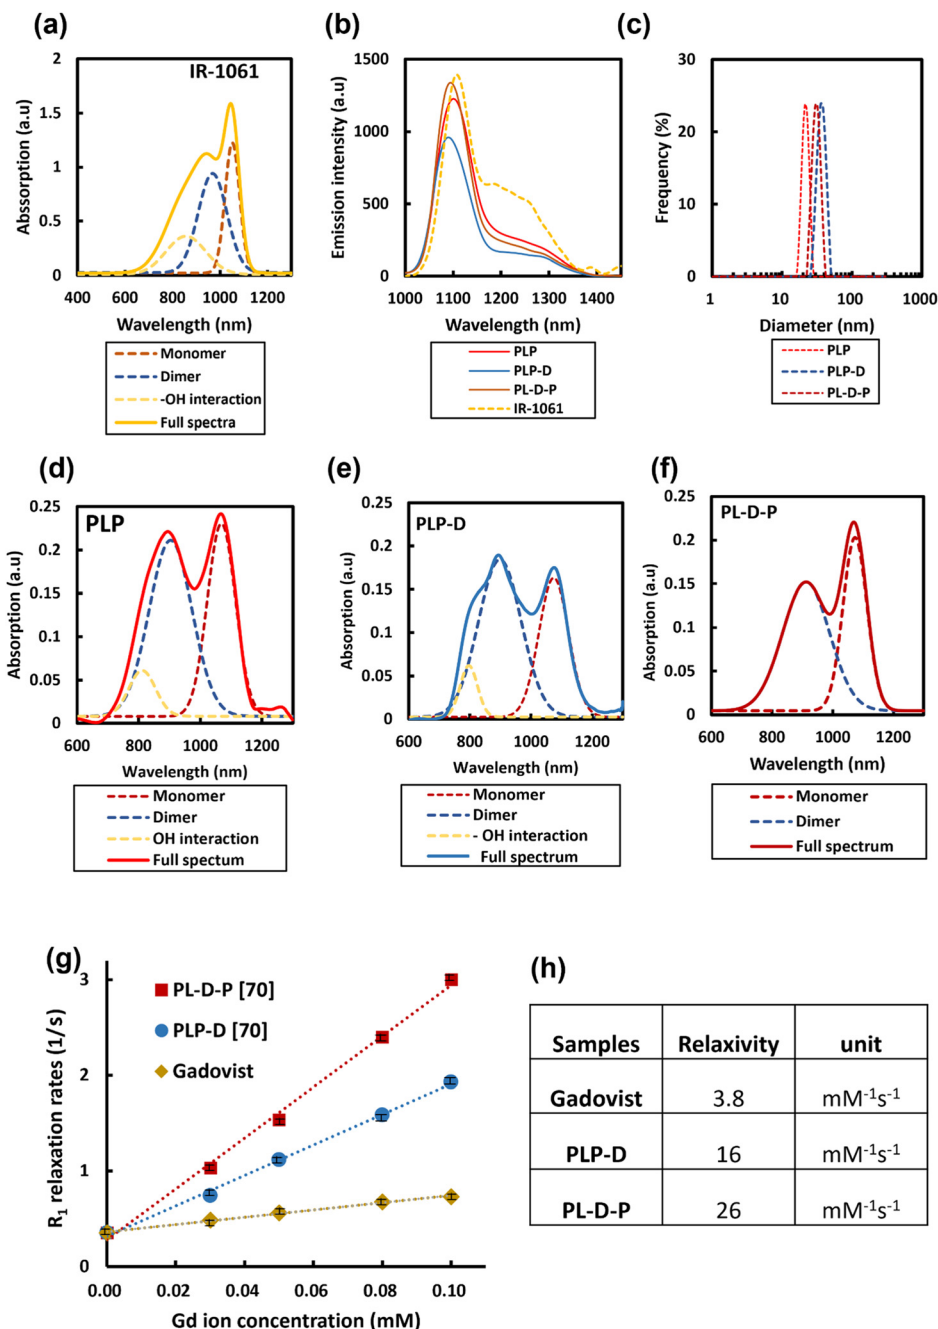 (a)
IR-1061
2
1.5
1
0.5
0
400 600 800 1000 1200
Abssorption (a.u)
Wavelength (nm)
Monomer
Dimer
-OH interaction
Full spectra
(b)
1500
1000
500
0
1000 1100 1200 1300 1400
Emission intensity (a.u)
Wavelength (nm)
PLP
PLP-D
PL-D-P
IR-1061
(c)
30
20
10
0
1 10 100 1000
Frequency (%)
Diameter (nm)
PLP
PLP-D
PL-D-P
(d)
PLP
0.25
0.2
0.15
0.1
0.05
0
600 800 1000 1200
Absorption (a.u)
Wavelength (nm)
Monomer
Dimer
OH interaction
Full spectum
(e)
PLP-D
0.25
0.2
0.15
0.1
0.05
0
600 800 1000 1200
Absorption (a.u)
Wavelength (nm)
Monomer
Dimer
- OH interaction
Full spectrum
(f)
PL-D-P
0.25
0.2
0.15
0.1
0.05
0
600 800 1000 1200
Absorption (a.u)
Wavelength (nm)
Monomer
Dimer
Full spectrum
(g)
PL-D-P [70]
PLP-D [70]
Gadovist
3
2
1
0
0.00 0.02 0.04 0.06 0.08 0.10
R1 relaxation rates (1/s)
Gd ion concentration (mM)
(h)
Samples Relaxivity unit
Gadovist 3.8 mM-1s-1
PLP-D 16 mM-1s-1
PL-D-P 26 mM-1s-1